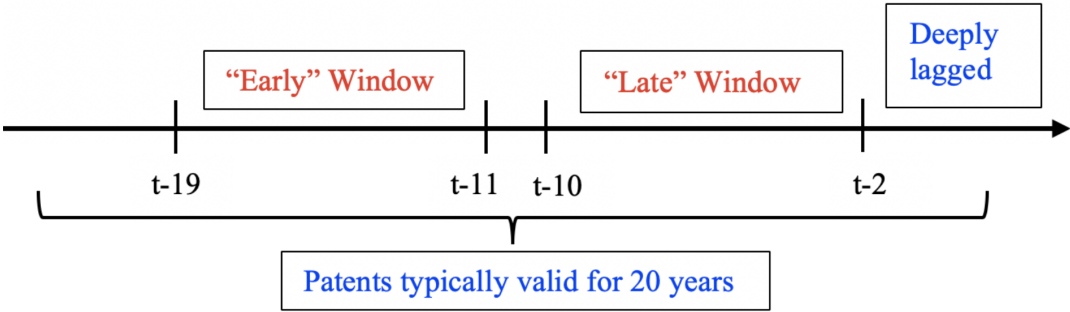 Deeply
lagged
“Early” Window
“Late” Window
t-19
t-11
t-10
t-2
Patents typically valid for 20 years